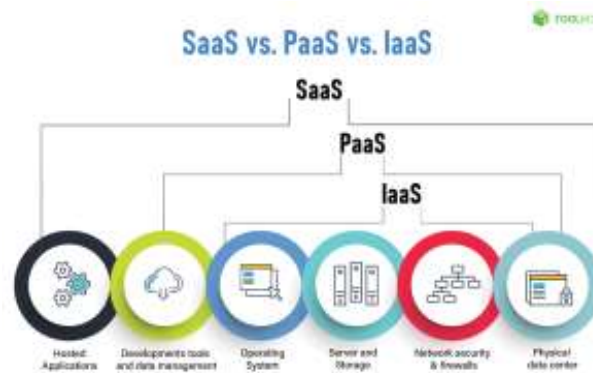 SaaS vs. PaaS vs. IaaS
SaaS
PaaS
IaaS
Hosted
Applications
Developments tools
and data management
Operating
System
Server and
Storage
Network security
& firewalls
Physical
data center